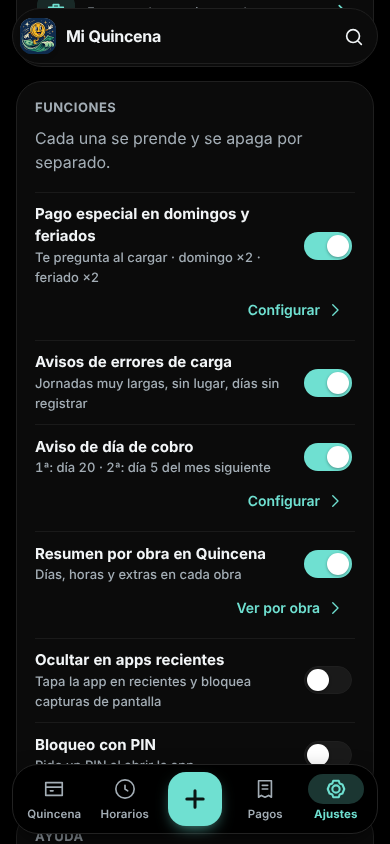 Mi Quincena
FUNCIONES
Cada una se prende y se apaga por
separado.
Pago especial en domingos y
feriados
Te pregunta al cargar · domingo ×2 ·
feriado ×2
Configurar
Avisos de errores de carga
Jornadas muy largas, sin lugar, días sin
registrar
Aviso de día de cobro
1ª: día 20 · 2ª: día 5 del mes siguiente
Configurar
Resumen por obra en Quincena
Días, horas y extras en cada obra
Ver por obra
Ocultar en apps recientes
Tapa la app en recientes y bloquea
capturas de pantalla
Bloqueo con PIN
Quincena
Horarios
Pagos
Ajustes
AYUDA